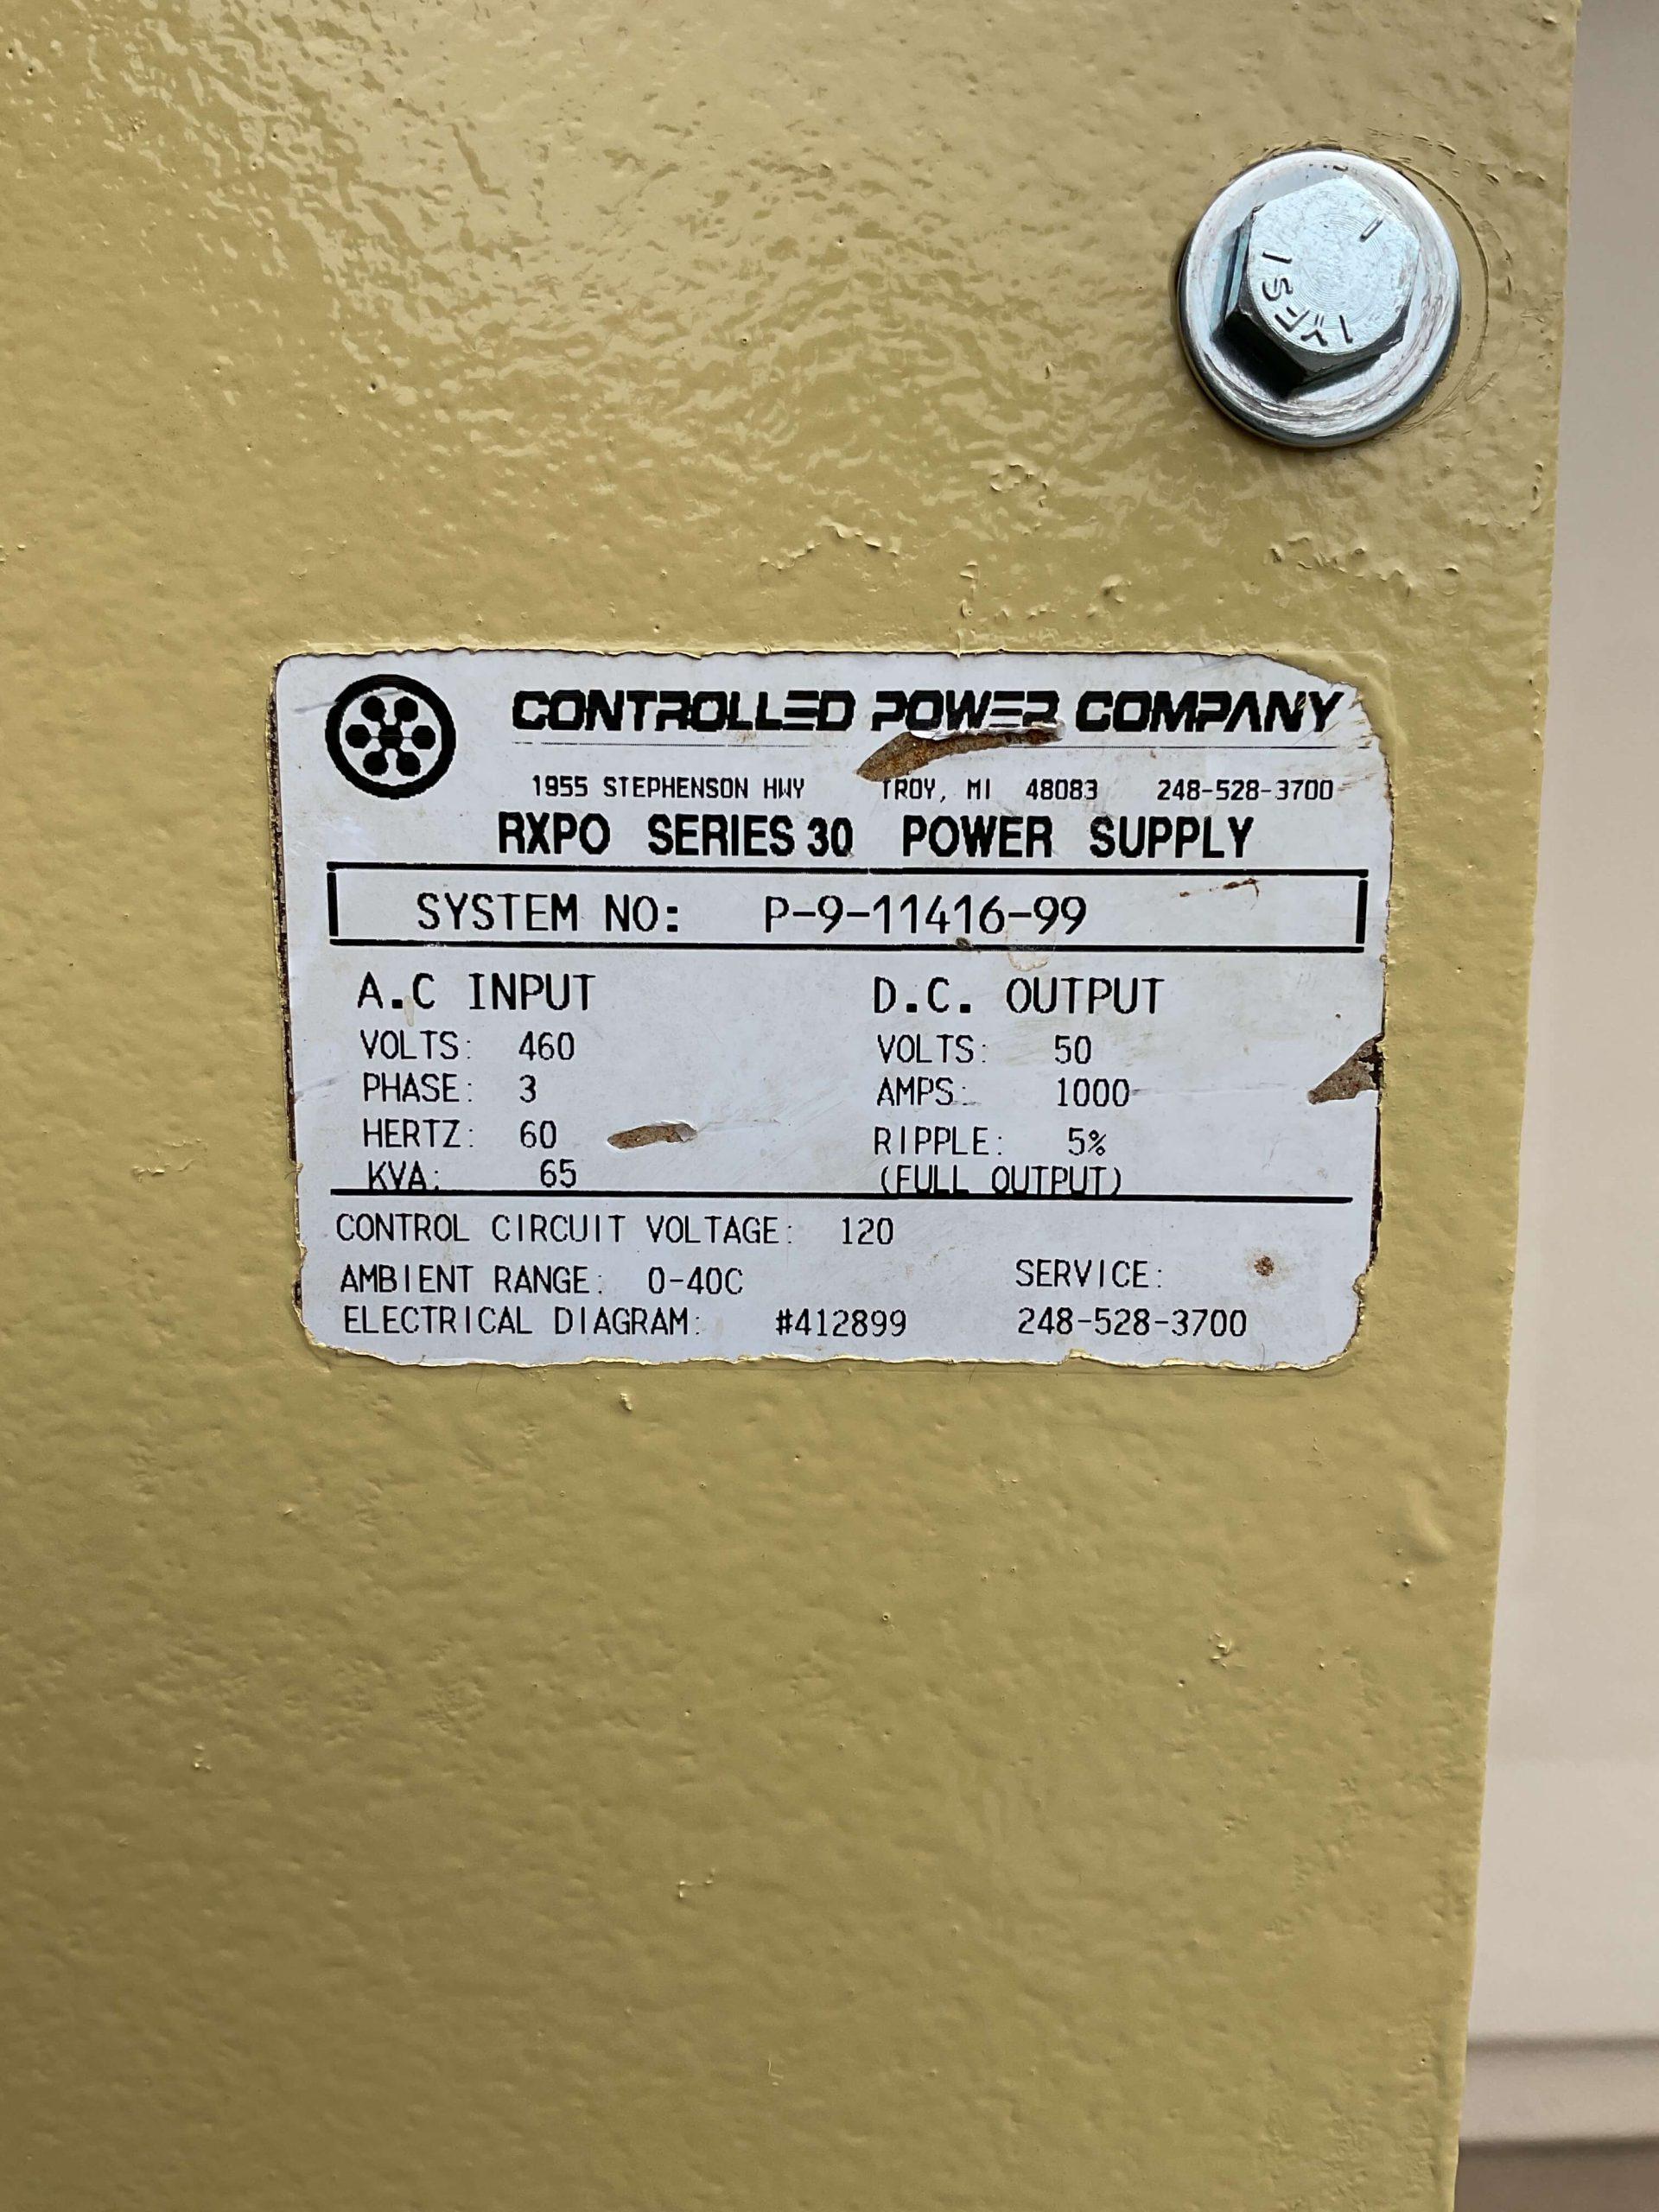 1YFS1
CONTROLLED POWER COMPANY
1955 STEPHENSON HWY TROY, MI 48083 248-528-3700
RXPO SERIES 30 POWER SUPPLY
SYSTEM NO: P-9-11416-99
A.C INPUT D.C. OUTPUT
VOLTS: 460 VOLTS: 50
PHASE: 3 AMPS: 1000
HERTZ: 60 RIPPLE: 5%
KVA: 65 (FULL OUTPUT)
CONTROL CIRCUIT VOLTAGE: 120
AMBIENT RANGE: 0-40C SERVICE:
ELECTRICAL DIAGRAM: #412899 248-528-3700